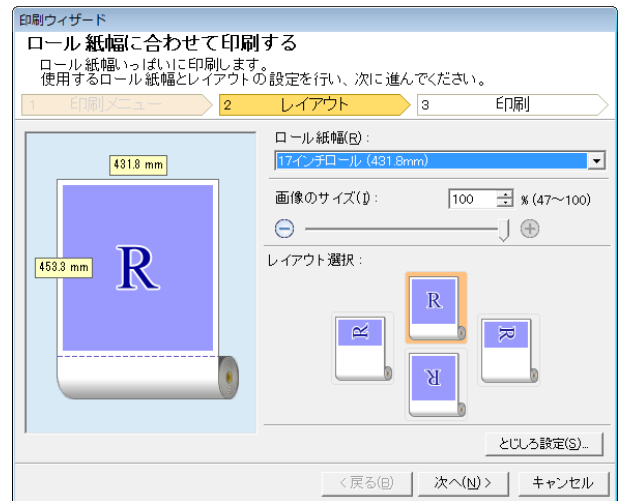 印刷ウィザード
ロール紙幅に合わせて印刷する
ロール紙幅いっぱいに印刷します。
使用するロール紙幅とレイアウトの設定を行い、次に進んでください。
1 印刷メニュー 2 レイアウト 3 印刷
ロール紙幅(R):
17インチロール (431.8mm)
431.8 mm
画像のサイズ(I): 100 % (47～100)
453.3 mm
R
レイアウト選択:
R
R
R
R
とじしろ設定(S)...
< 戻る(B) 次へ(N) > キャンセル